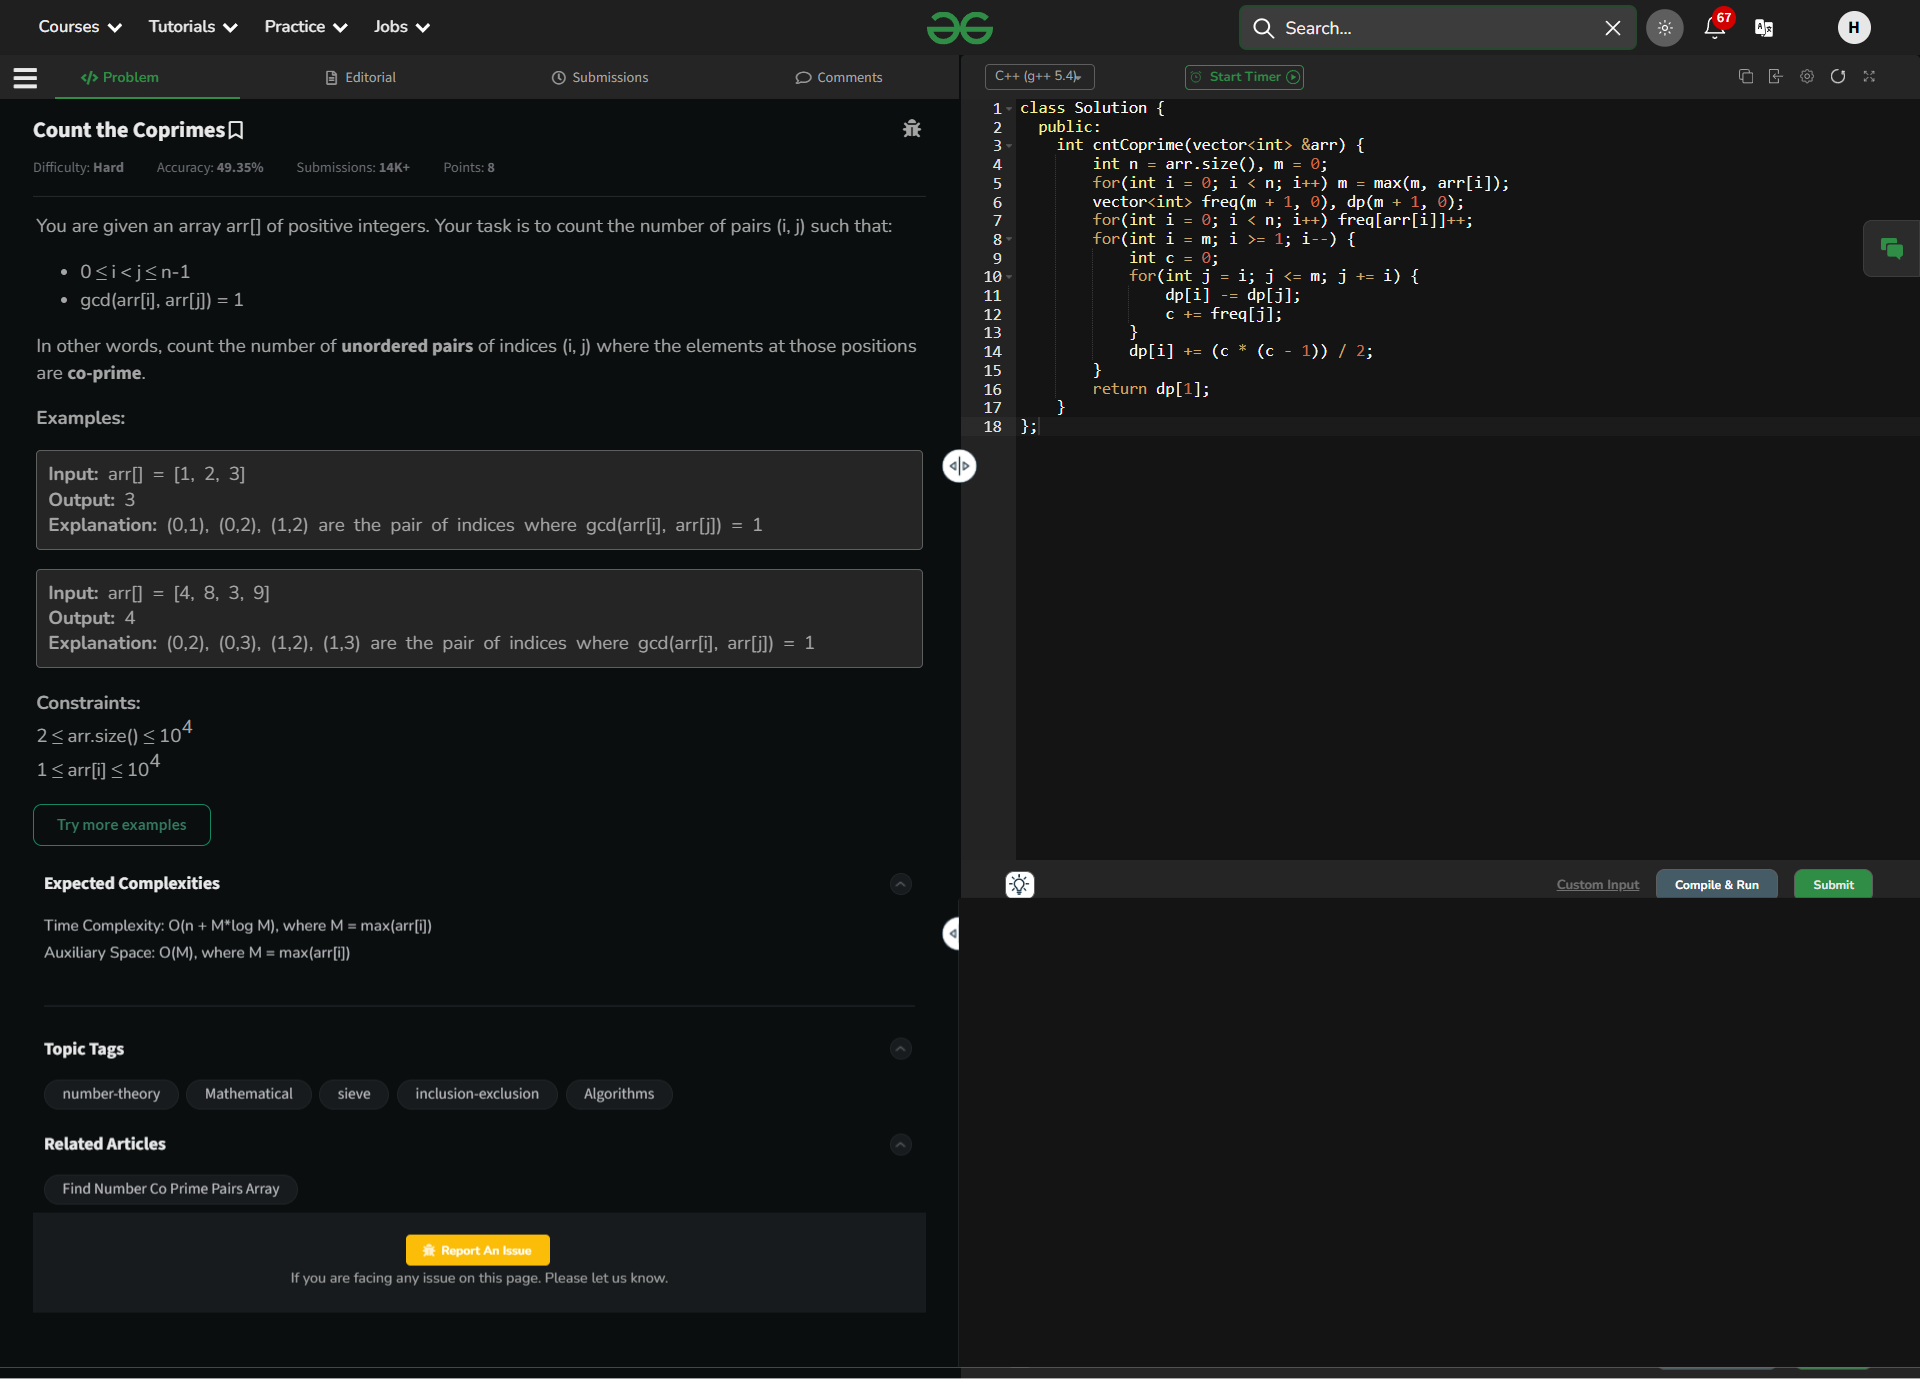 Courses Tutorials Practice Jobs Search... 67 H
Problem Editorial Submissions Comments
Count the Coprimes
Difficulty: Hard Accuracy: 49.35% Submissions: 14K+ Points: 8
You are given an array arr[] of positive integers. Your task is to count the number of pairs (i, j) such that:
• 0 ≤ i < j ≤ n-1
• gcd(arr[i], arr[j]) = 1
In other words, count the number of unordered pairs of indices (i, j) where the elements at those positions
are co-prime.
Examples:
Input: arr[] = [1, 2, 3]
Output: 3
Explanation: (0,1), (0,2), (1,2) are the pair of indices where gcd(arr[i], arr[j]) = 1
Input: arr[] = [4, 8, 3, 9]
Output: 4
Explanation: (0,2), (0,3), (1,2), (1,3) are the pair of indices where gcd(arr[i], arr[j]) = 1
Constraints:
2 ≤ arr.size() ≤ 10⁴
1 ≤ arr[i] ≤ 10⁴
Try more examples
Expected Complexities
Time Complexity: O(n + M*log M), where M = max(arr[i])
Auxiliary Space: O(M), where M = max(arr[i])
Topic Tags
number-theory Mathematical sieve inclusion-exclusion Algorithms
Related Articles
Find Number Co Prime Pairs Array
Report An Issue
If you are facing any issue on this page. Please let us know.
C++ (g++ 5.4) Start Timer
1 class Solution {
2 public:
3 int cntCoprime(vector<int> &arr) {
4 int n = arr.size(), m = 0;
5 for(int i = 0; i < n; i++) m = max(m, arr[i]);
6 vector<int> freq(m + 1, 0), dp(m + 1, 0);
7 for(int i = 0; i < n; i++) freq[arr[i]]++;
8 for(int i = m; i >= 1; i--) {
9 int c = 0;
10 for(int j = i; j <= m; j += i) {
11 dp[i] -= dp[j];
12 c += freq[j];
13 }
14 dp[i] += (c * (c - 1)) / 2;
15 }
16 return dp[1];
17 }
18 };
Custom Input Compile & Run Submit